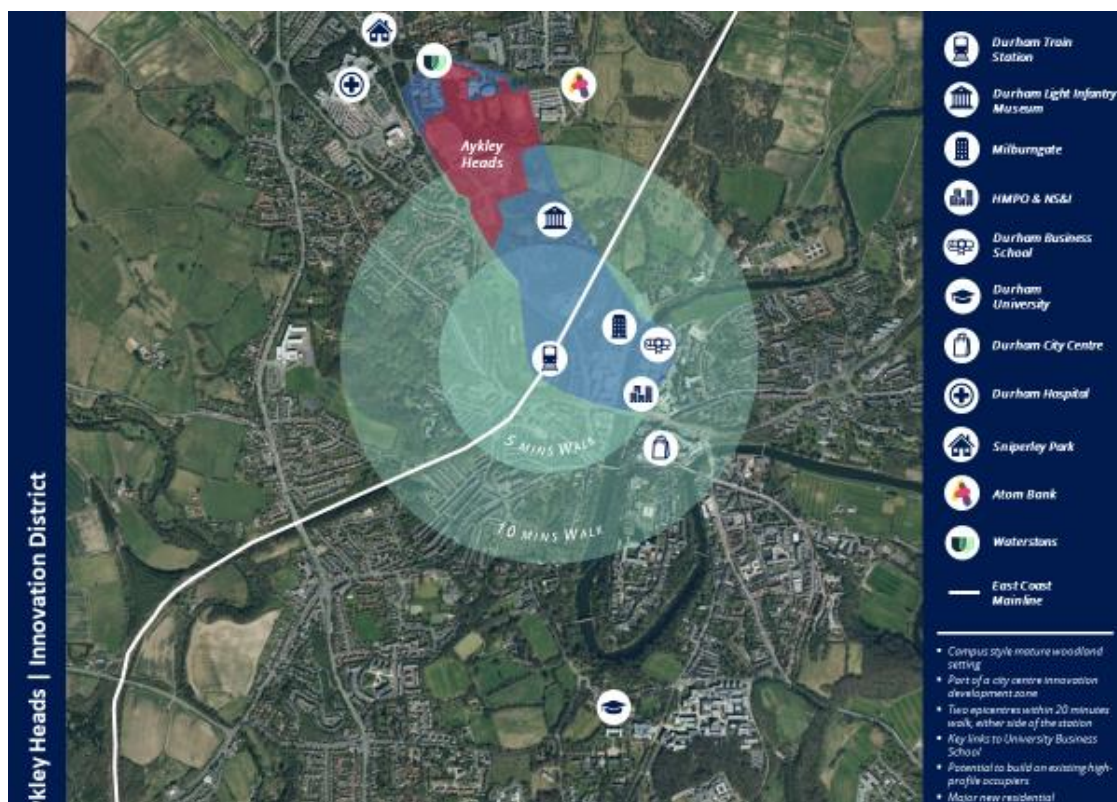 kley Heads | Innovation District
Aykley
Heads
5 MINS WALK
10 MINS WALK
Durham Train
Station
Durham Light Infantry
Museum
Milburngate
HMPO & NS&I
Durham Business
School
Durham
University
Durham City Centre
Durham Hospital
Sniperley Park
Atom Bank
Waterstons
East Coast
Mainline
• Campus style mature woodland
setting
• Part of a city centre innovation
development zone
• Two epicentres within 20 minutes
walk, either side of the station
• Key links to University Business
School
• Potential to build on existing high-
profile occupiers
• Major new residential